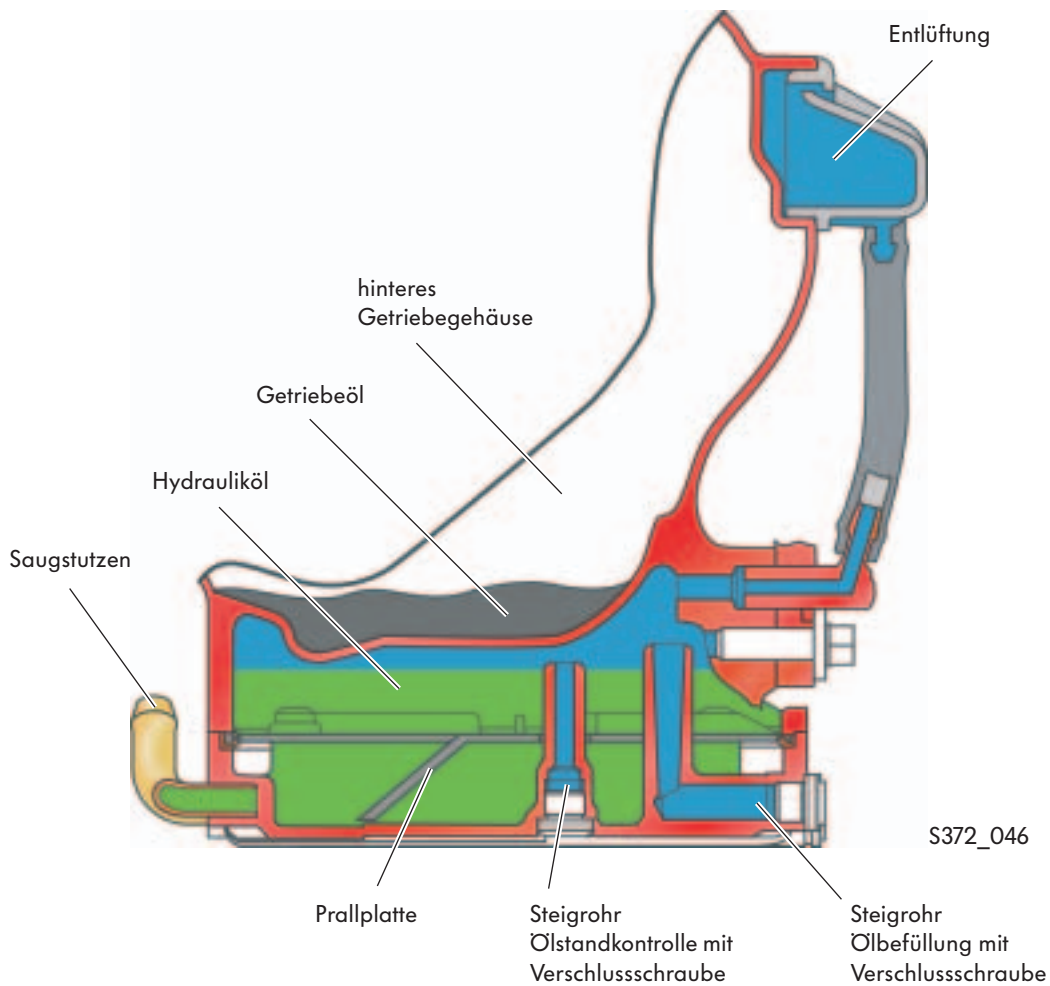 Entlüftung
hinteres
Getriebegehäuse
Getriebeöl
Hydrauliköl
Saugstutzen
S372_046
Prallplatte
Steigrohr
Ölstandkontrolle mit
Verschlussschraube
Steigrohr
Ölbefüllung mit
Verschlussschraube